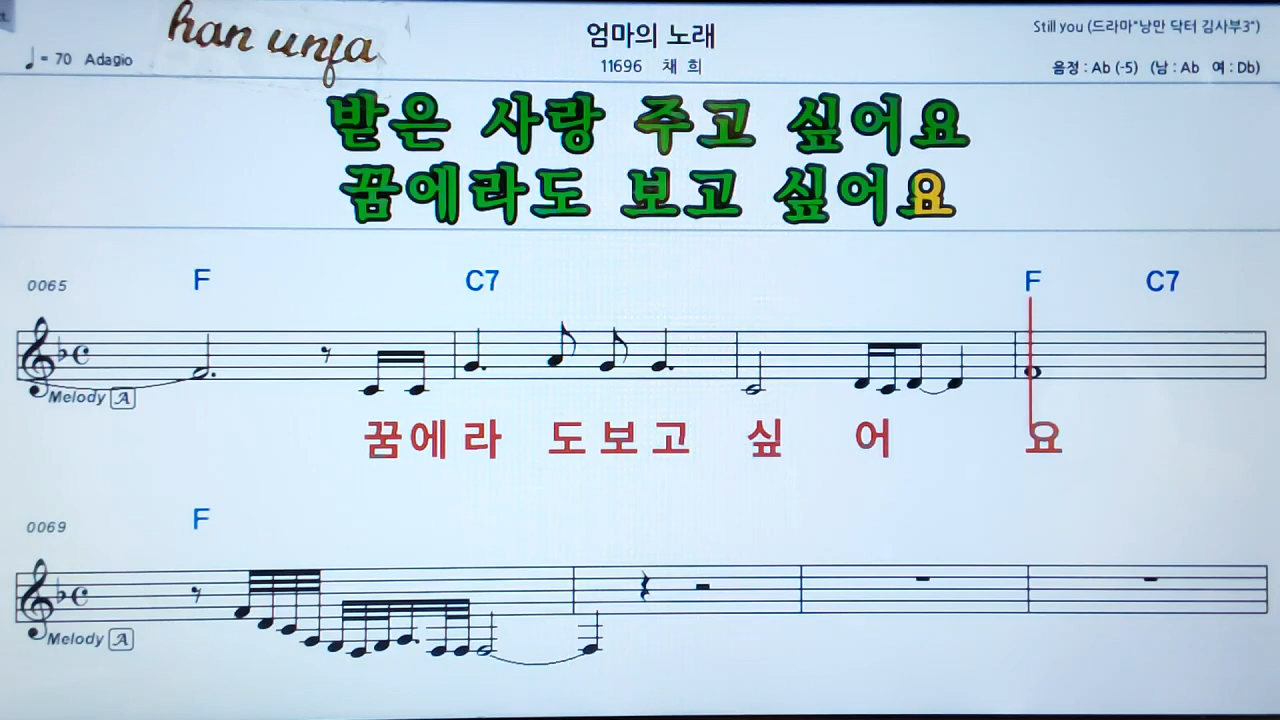 han unja
엄마의 노래
Still you (드라마"낭만 닥터 김사부3")
♩= 70 Adagio
11696 채 희
음정 : Ab (-5) (남 : Ab 여 : Db)
받은 사랑 주고 싶어요
꿈에라도 보고 싶어요
0065 F C7 F C7
Melody A
꿈에 라 도 보 고 싶 어 요
0069 F
Melody A